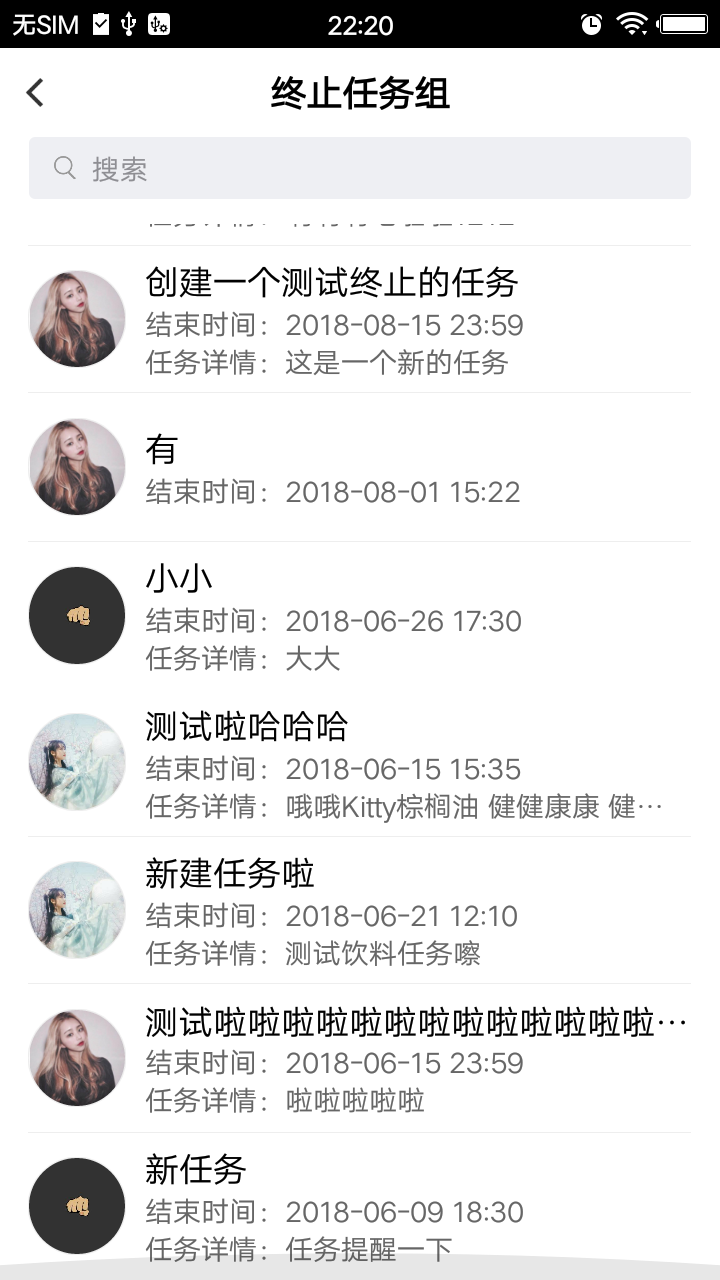 无SIM
22:20
终止任务组
搜索
创建一个测试终止的任务
结束时间：2018-08-15 23:59
任务详情：这是一个新的任务
有
结束时间：2018-08-01 15:22
小小
结束时间：2018-06-26 17:30
任务详情：大大
测试啦哈哈哈
结束时间：2018-06-15 15:35
任务详情：哦哦Kitty棕榈油 健健康康 健…
新建任务啦
结束时间：2018-06-21 12:10
任务详情：测试饮料任务嚓
测试啦啦啦啦啦啦啦啦啦啦啦啦啦…
结束时间：2018-06-15 23:59
任务详情：啦啦啦啦啦
新任务
结束时间：2018-06-09 18:30
任务详情：任务提醒一下